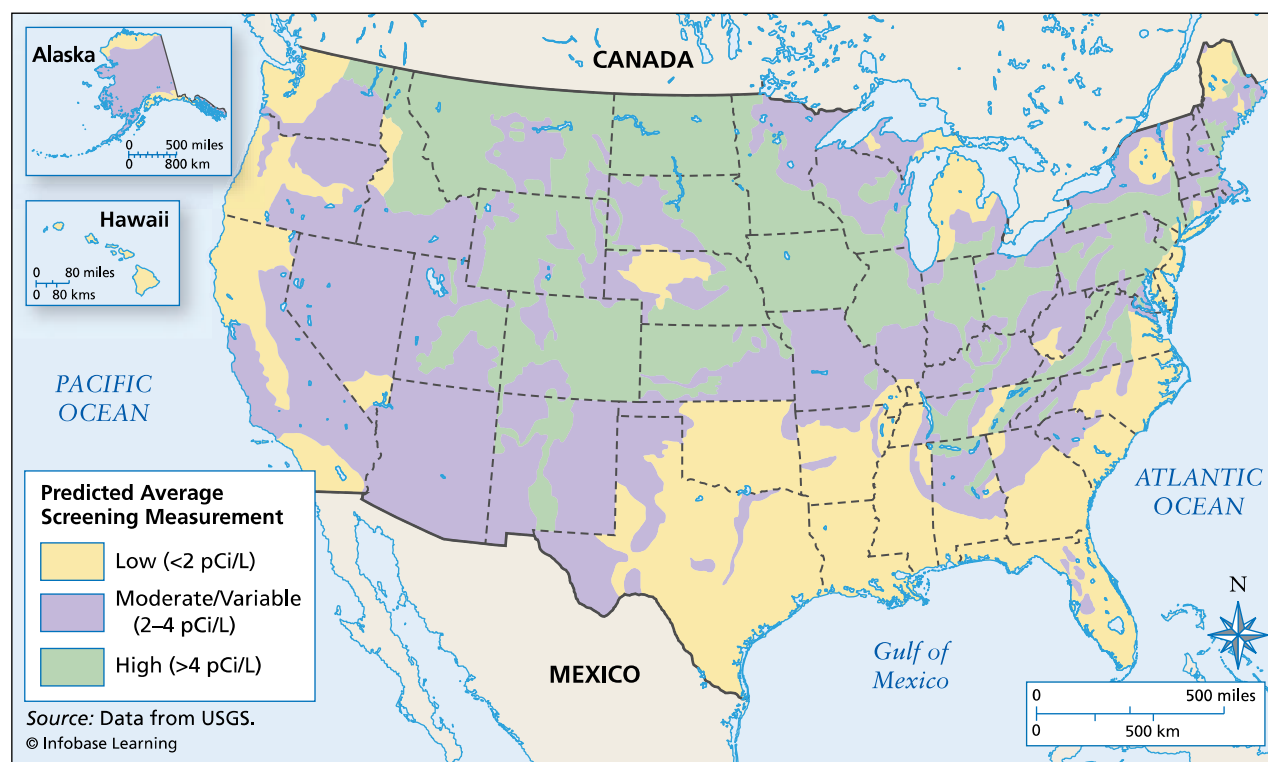 Alaska
0 500 miles
0 800 km
Hawaii
0 80 miles
0 80 kms
CANADA
PACIFIC
OCEAN
ATLANTIC
OCEAN
Predicted Average
Screening Measurement
Low (<2 pCi/L)
Moderate/Variable
(2–4 pCi/L)
High (>4 pCi/L)
MEXICO
Gulf of
Mexico
N
0 500 miles
0 500 km
Source: Data from USGS.
© Infobase Learning